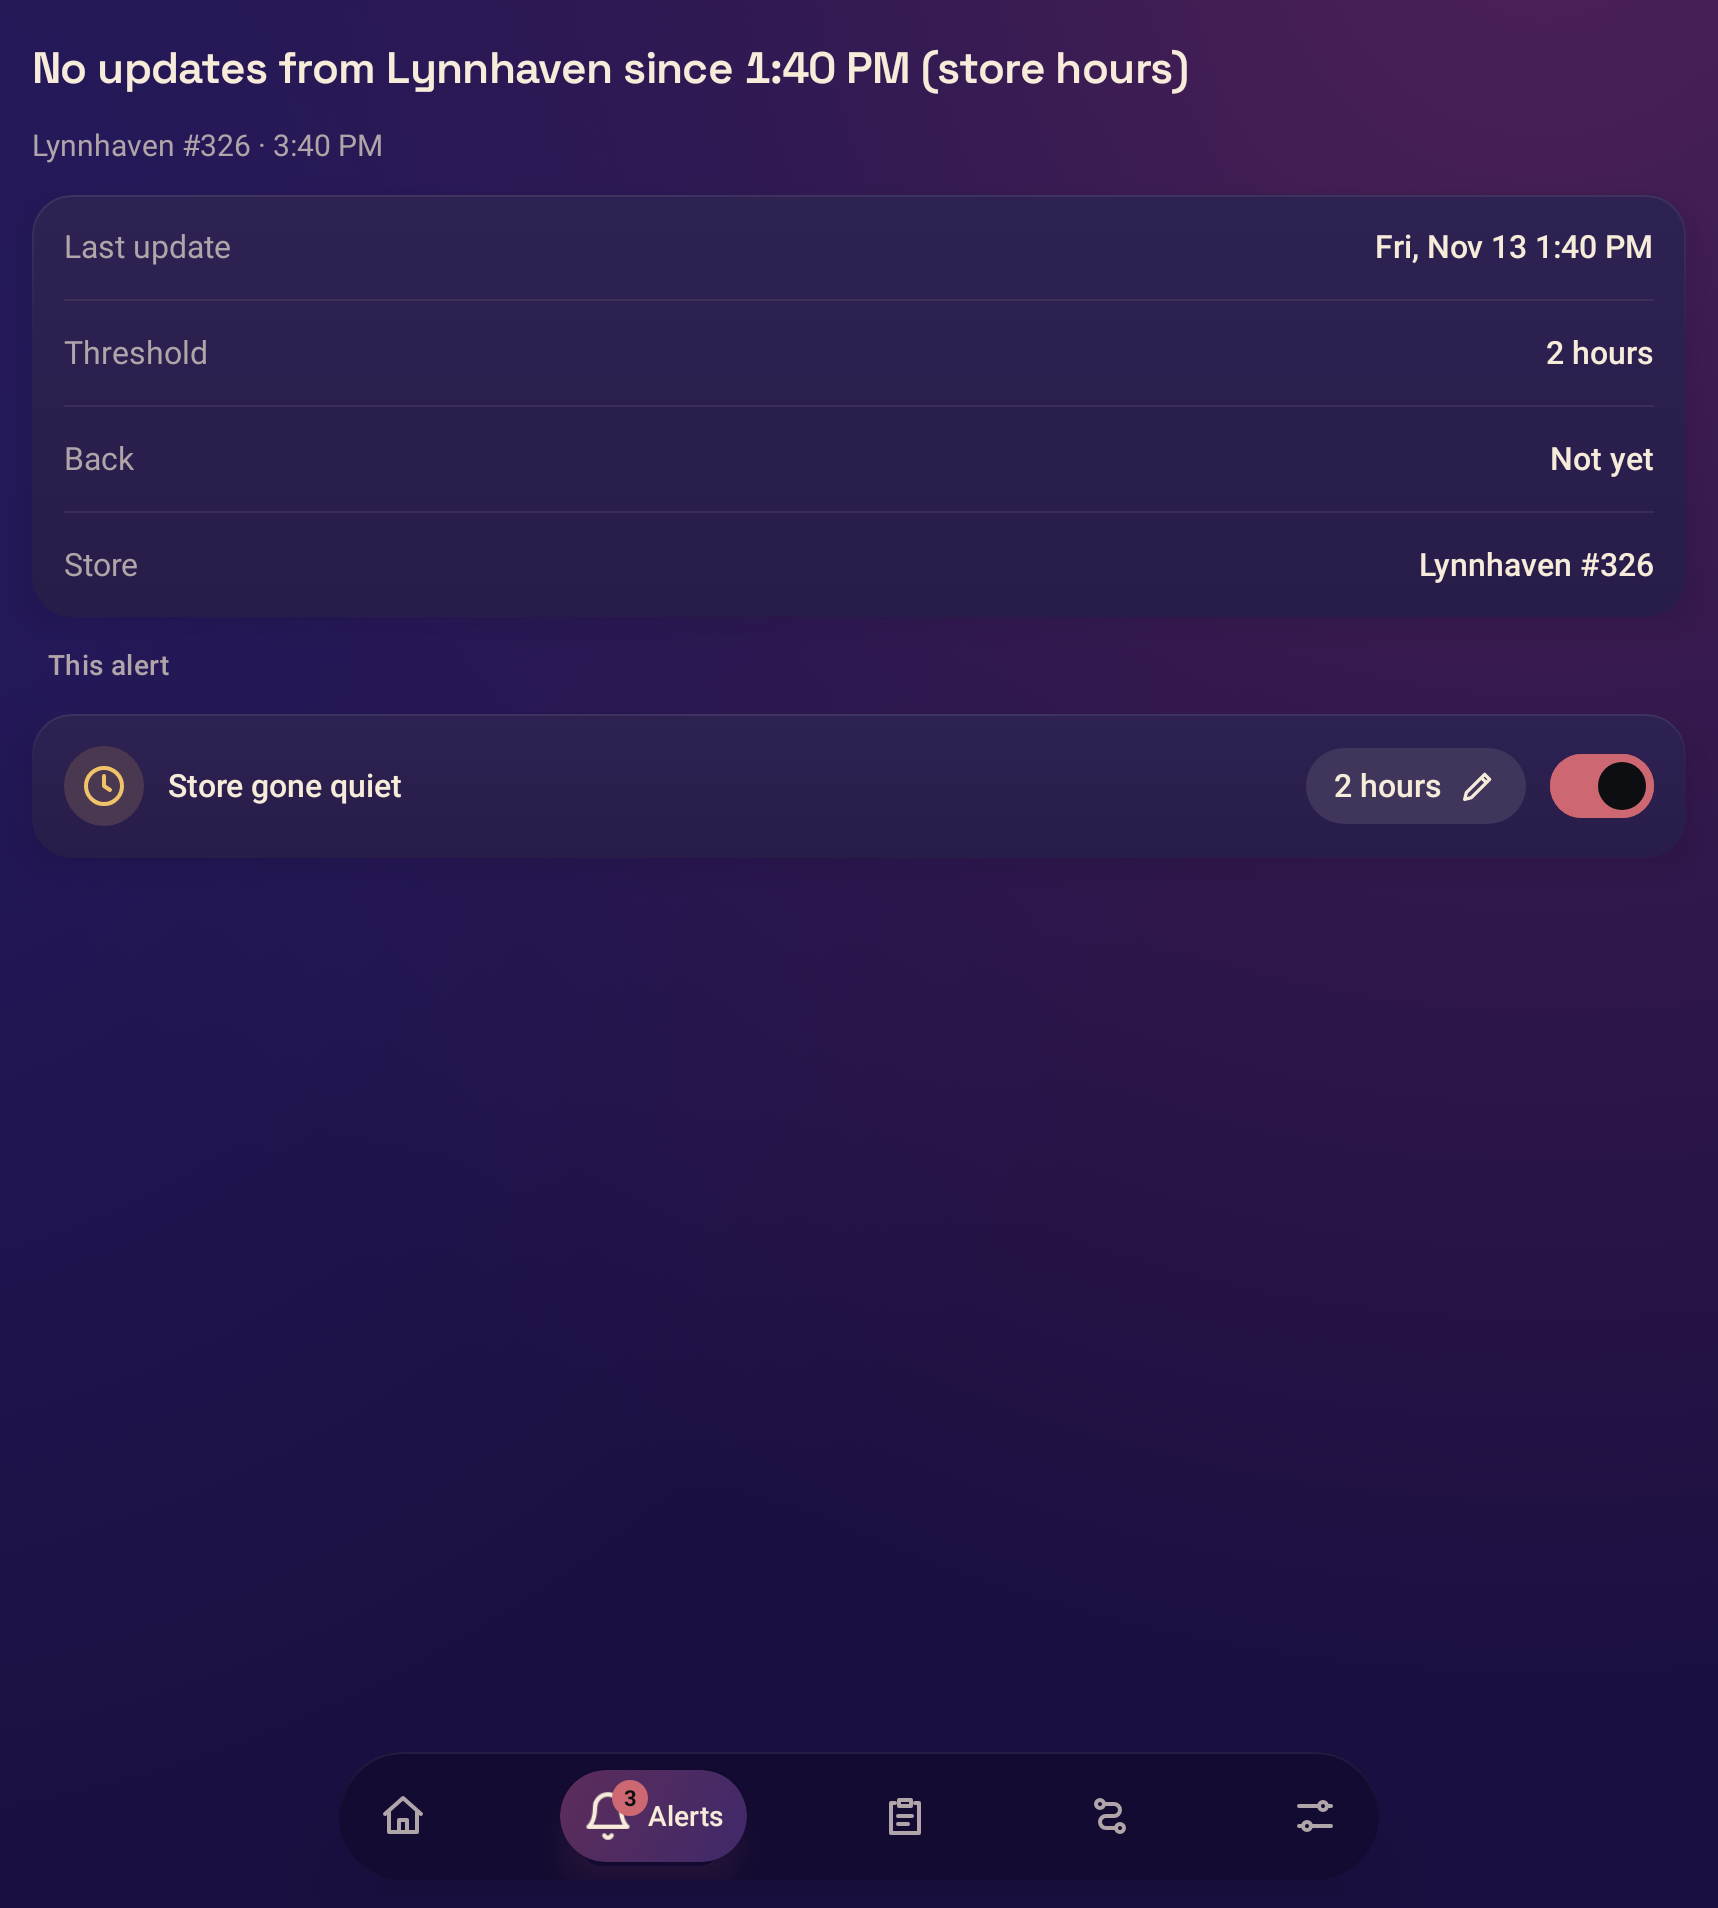 No updates from Lynnhaven since 1:40 PM (store hours)
Lynnhaven #326 · 3:40 PM
Last update Fri, Nov 13 1:40 PM
Threshold 2 hours
Back Not yet
Store Lynnhaven #326
This alert
Store gone quiet 2 hours
3
Alerts